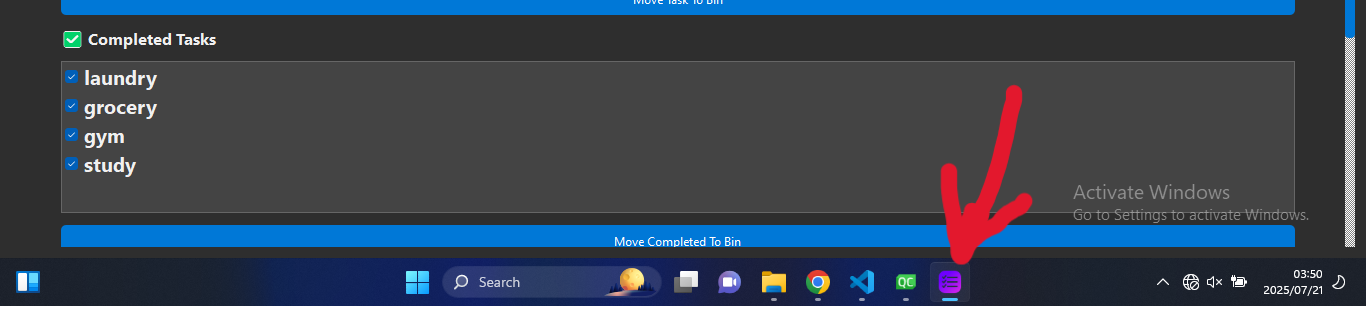 Move Task To Bin
Completed Tasks
laundry
grocery
gym
study
Activate Windows
Go to Settings to activate Windows.
Move Completed To Bin
Search
QC
03:50
2025/07/21